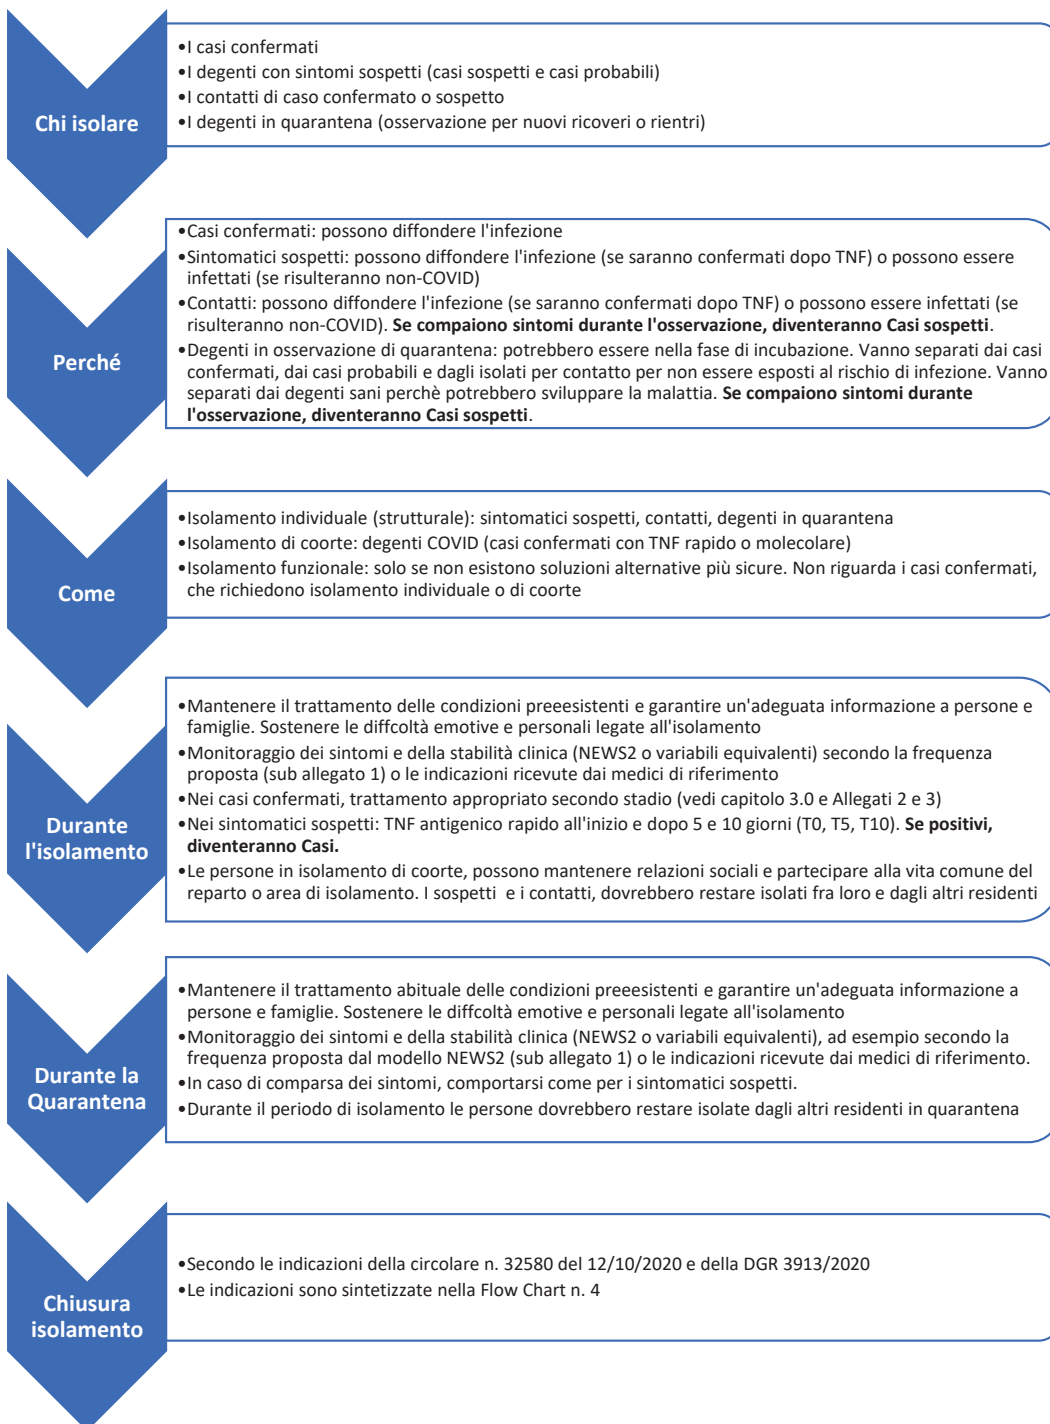 Chi isolare
•I casi confermati
•I degenti con sintomi sospetti (casi sospetti e casi probabili)
•I contatti di caso confermato o sospetto
•I degenti in quarantena (osservazione per nuovi ricoveri o rientri)
Perché
•Casi confermati: possono diffondere l'infezione
•Sintomatici sospetti: possono diffondere l'infezione (se saranno confermati dopo TNF) o possono essere
infettati (se risulteranno non-COVID)
•Contatti: possono diffondere l'infezione (se saranno confermati dopo TNF) o possono essere infettati (se
risulteranno non-COVID). Se compaiono sintomi durante l'osservazione, diventeranno Casi sospetti.
•Degenti in osservazione di quarantena: potrebbero essere nella fase di incubazione. Vanno separati dai casi
confermati, dai casi probabili e dagli isolati per contatto per non essere esposti al rischio di infezione. Vanno
separati dai degenti sani perchè potrebbero sviluppare la malattia. Se compaiono sintomi durante
l'osservazione, diventeranno Casi sospetti.
Come
•Isolamento individuale (strutturale): sintomatici sospetti, contatti, degenti in quarantena
•Isolamento di coorte: degenti COVID (casi confermati con TNF rapido o molecolare)
•Isolamento funzionale: solo se non esistono soluzioni alternative più sicure. Non riguarda i casi confermati,
che richiedono isolamento individuale o di coorte
Durante
l'isolamento
•Mantenere il trattamento delle condizioni preeesistenti e garantire un'adeguata informazione a persone e
famiglie. Sostenere le diffcoltà emotive e personali legate all'isolamento
•Monitoraggio dei sintomi e della stabilità clinica (NEWS2 o variabili equivalenti) secondo la frequenza
proposta (sub allegato 1) o le indicazioni ricevute dai medici di riferimento
•Nei casi confermati, trattamento appropriato secondo stadio (vedi capitolo 3.0 e Allegati 2 e 3)
•Nei sintomatici sospetti: TNF antigenico rapido all'inizio e dopo 5 e 10 giorni (T0, T5, T10). Se positivi,
diventeranno Casi.
•Le persone in isolamento di coorte, possono mantenere relazioni sociali e partecipare alla vita comune del
reparto o area di isolamento. I sospetti  e i contatti, dovrebbero restare isolati fra loro e dagli altri residenti
Durante la
Quarantena
•Mantenere il trattamento abituale delle condizioni preeesistenti e garantire un'adeguata informazione a
persone e famiglie. Sostenere le diffcoltà emotive e personali legate all'isolamento
•Monitoraggio dei sintomi e della stabilità clinica (NEWS2 o variabili equivalenti), ad esempio secondo la
frequenza proposta dal modello NEWS2 (sub allegato 1) o le indicazioni ricevute dai medici di riferimento.
•In caso di comparsa dei sintomi, comportarsi come per i sintomatici sospetti.
•Durante il periodo di isolamento le persone dovrebbero restare isolate dagli altri residenti in quarantena
Chiusura
isolamento
•Secondo le indicazioni della circolare n. 32580 del 12/10/2020 e della DGR 3913/2020
•Le indicazioni sono sintetizzate nella Flow Chart n. 4